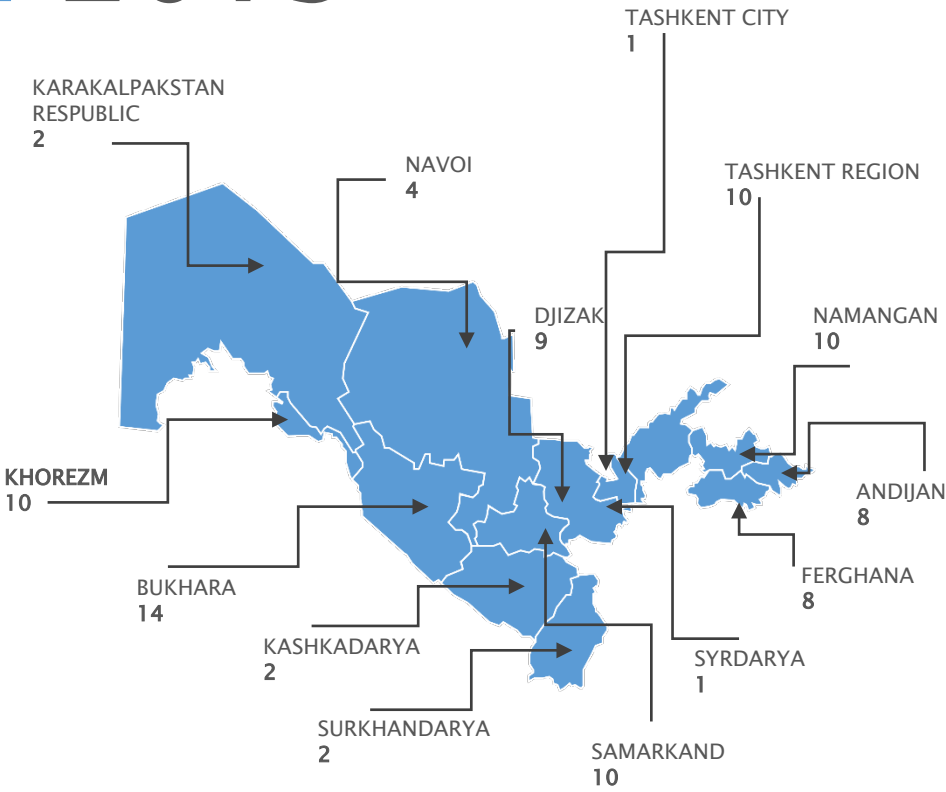 TASHKENT CITY
1
KARAKALPAKSTAN
RESPUBLIC
2
NAVOI
4
TASHKENT REGION
10
DJIZAK
9
NAMANGAN
10
KHOREZM
10
ANDIJAN
8
BUKHARA
14
FERGHANA
8
KASHKADARYA
2
SYRDARYA
1
SURKHANDARYA
2
SAMARKAND
10